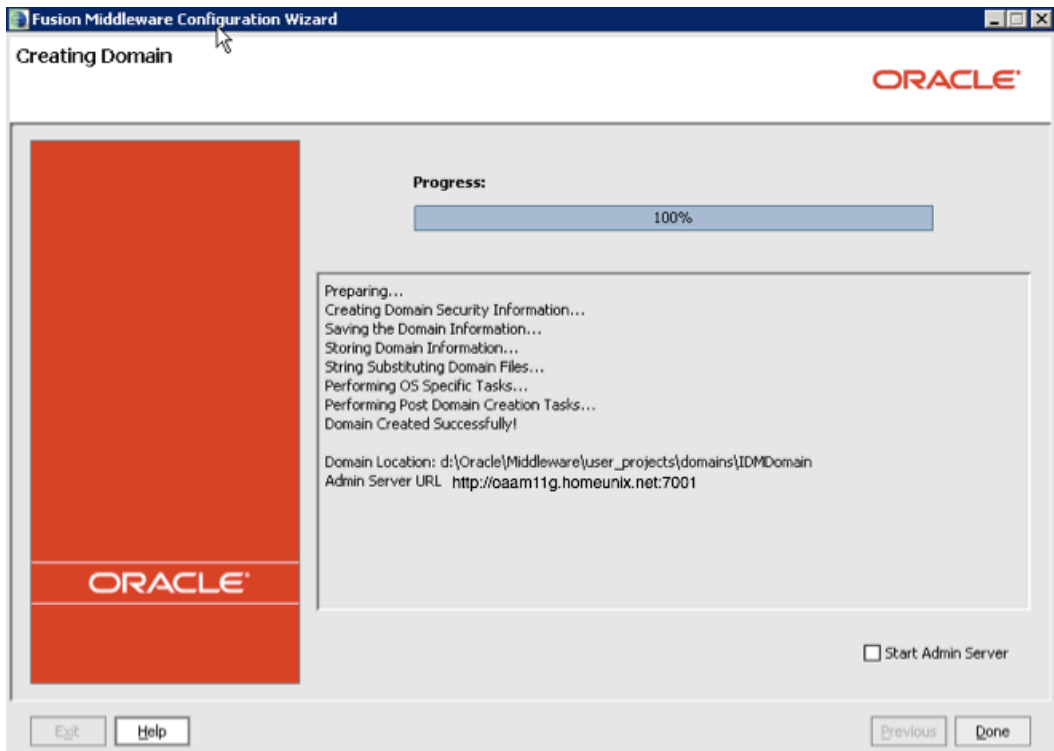 Fusion Middleware Configuration Wizard
Creating Domain
ORACLE
Progress:
100%
Preparing...
Creating Domain Security Information...
Saving the Domain Information...
Storing Domain Information...
String Substituting Domain Files...
Performing OS Specific Tasks...
Performing Post Domain Creation Tasks...
Domain Created Successfully!
Domain Location: d:\Oracle\Middleware\user_projects\domains\IDMDomain
Admin Server URL http://oaam11g.homeunix.net:7001
ORACLE
Start Admin Server
Exit Help Previous Done